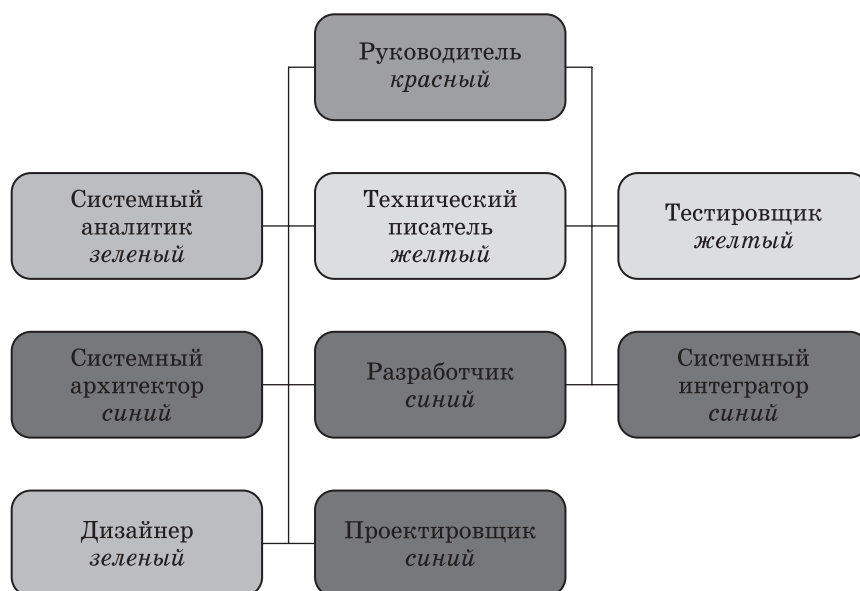 Руководитель
красный
Системный
аналитик
зеленый
Технический
писатель
желтый
Тестировщик
желтый
Системный
архитектор
синий
Разработчик
синий
Системный
интегратор
синий
Дизайнер
зеленый
Проектировщик
синий